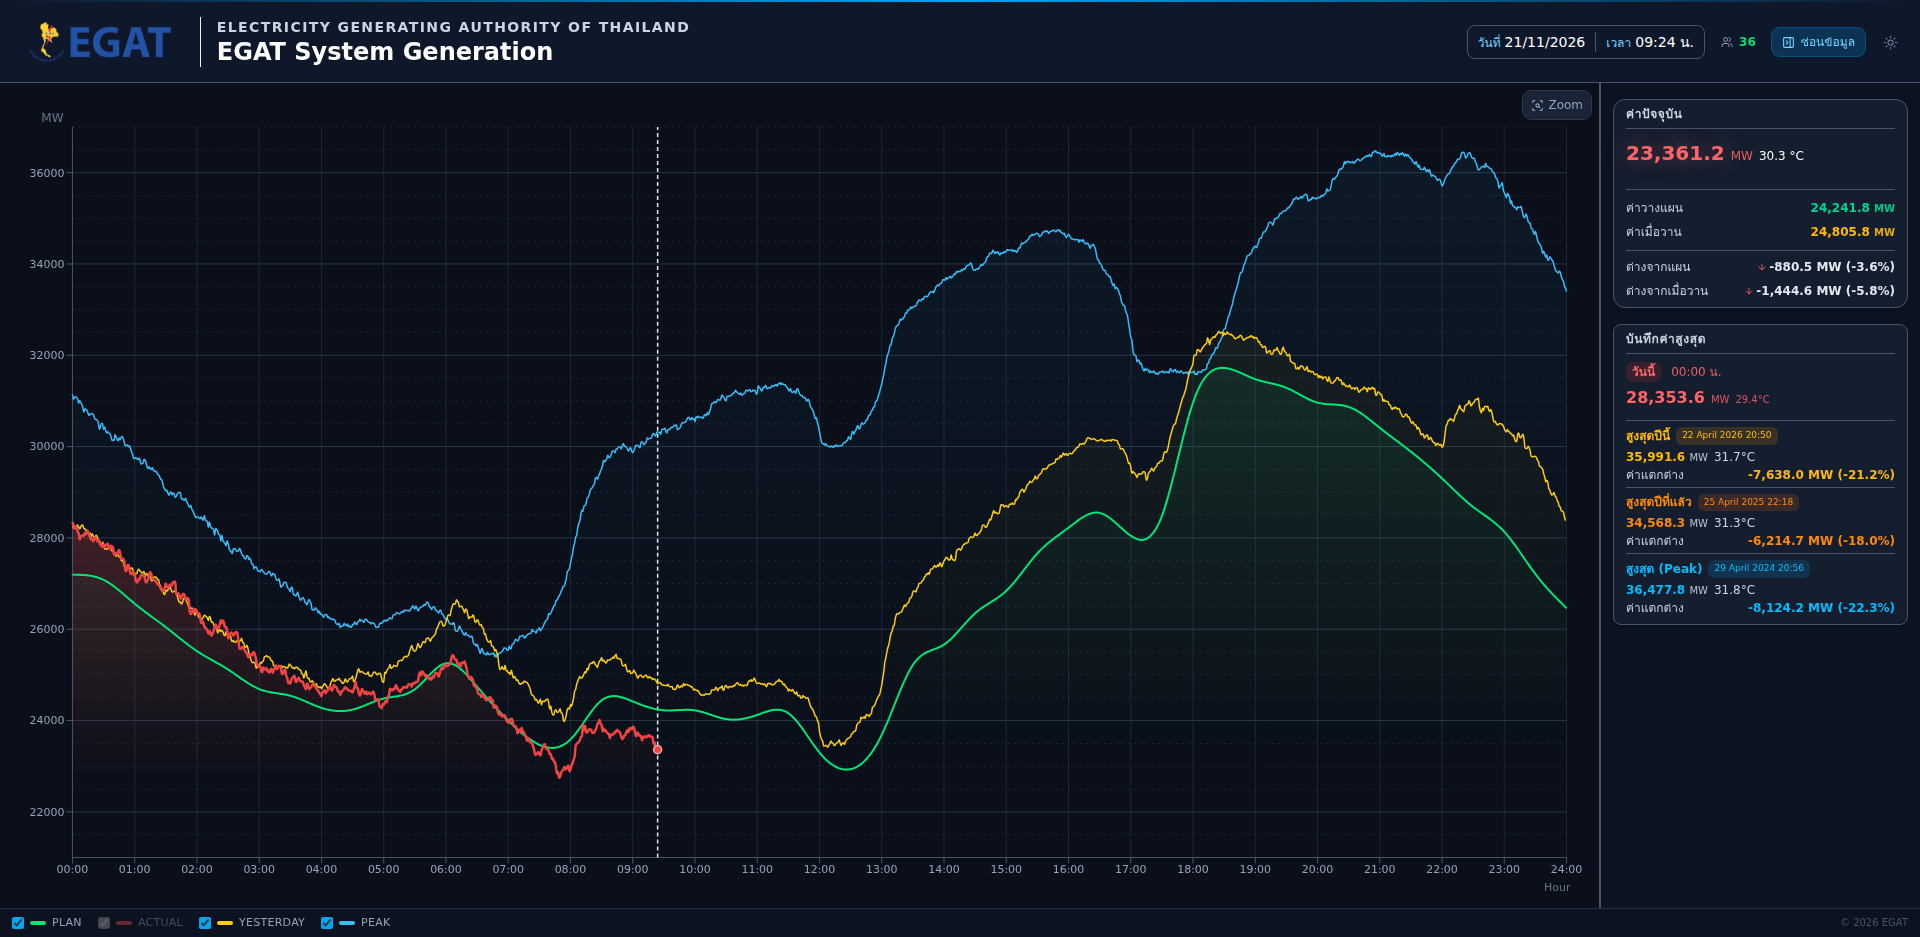 EGAT
ELECTRICITY GENERATING AUTHORITY OF THAILAND
EGAT System Generation
วันที่ 21/11/2026 เวลา 09:24 น.
36
ซ่อนข้อมูล
Zoom
MW
36000
34000
32000
30000
28000
26000
24000
22000
00:00 01:00 02:00 03:00 04:00 05:00 06:00 07:00 08:00 09:00 10:00 11:00 12:00 13:00 14:00 15:00 16:00 17:00 18:00 19:00 20:00 21:00 22:00 23:00 24:00
Hour
ค่าปัจจุบัน
23,361.2 MW 30.3 °C
ค่าวางแผน 24,241.8 MW
ค่าเมื่อวาน 24,805.8 MW
ต่างจากแผน ↓ -880.5 MW (-3.6%)
ต่างจากเมื่อวาน ↓ -1,444.6 MW (-5.8%)
บันทึกค่าสูงสุด
วันนี้ 00:00 น.
28,353.6 MW 29.4°C
สูงสุดปีนี้ 22 April 2026 20:50
35,991.6 MW 31.7°C
ค่าแตกต่าง -7,638.0 MW (-21.2%)
สูงสุดปีที่แล้ว 25 April 2025 22:18
34,568.3 MW 31.3°C
ค่าแตกต่าง -6,214.7 MW (-18.0%)
สูงสุด (Peak) 29 April 2024 20:56
36,477.8 MW 31.8°C
ค่าแตกต่าง -8,124.2 MW (-22.3%)
PLAN ACTUAL YESTERDAY PEAK
© 2026 EGAT